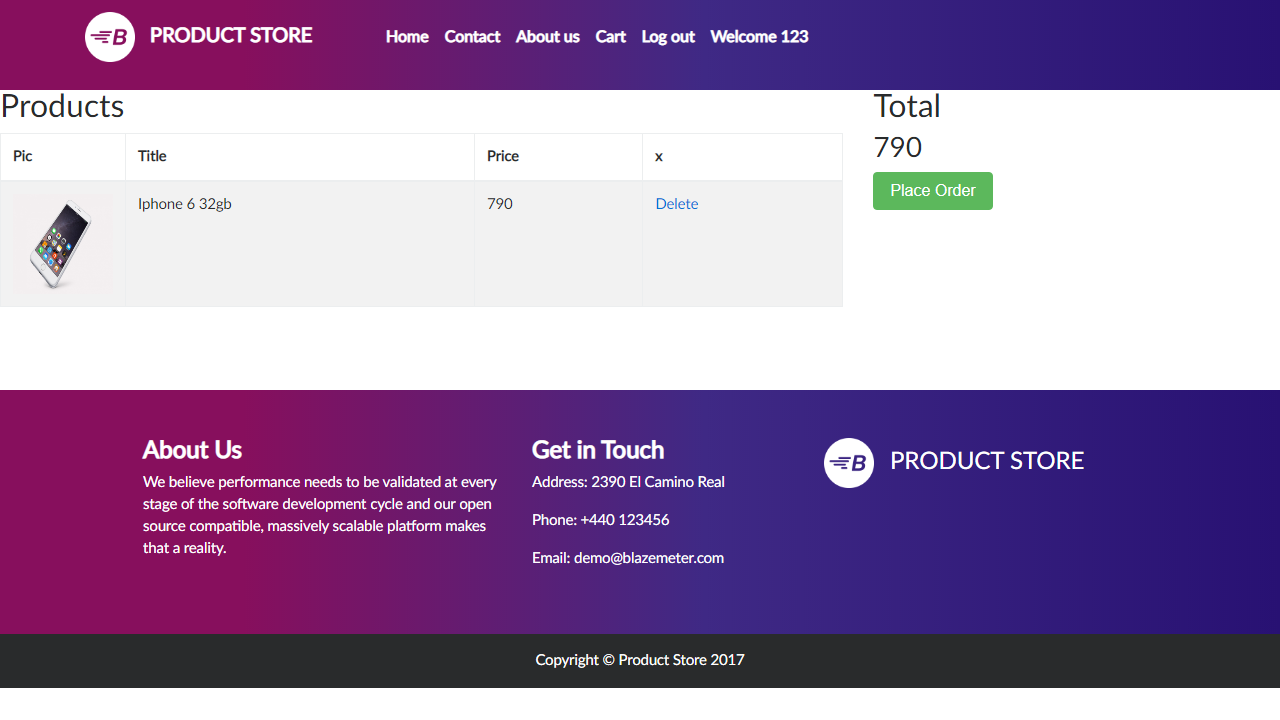 B PRODUCT STORE Home Contact About us Cart Log out Welcome 123
Products
Total
Pic Title Price x
790
Iphone 6 32gb 790 Delete
Place Order
About Us
We believe performance needs to be validated at every
stage of the software development cycle and our open
source compatible, massively scalable platform makes
that a reality.
Get in Touch
Address: 2390 El Camino Real
Phone: +440 123456
Email: demo@blazemeter.com
B PRODUCT STORE
Copyright © Product Store 2017